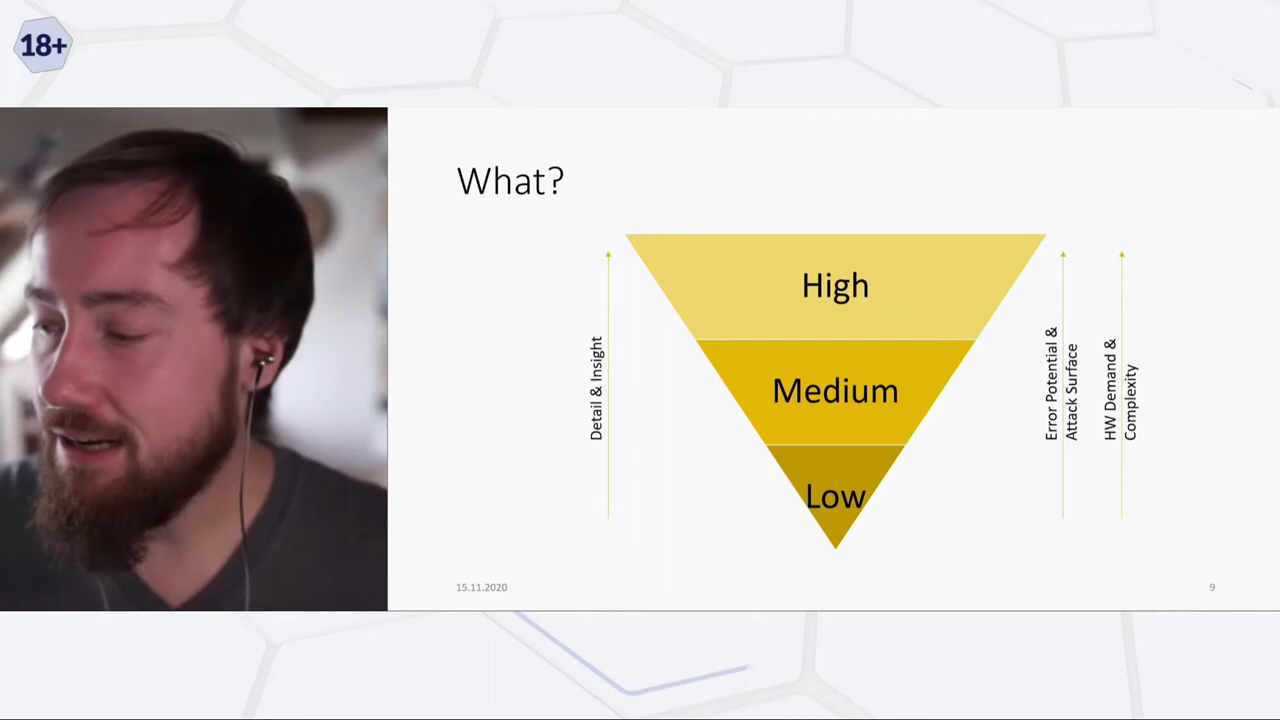 18+
What?
Detail & Insight
High
Medium
Low
Error Potential &
Attack Surface
HW Demand &
Complexity
15.11.2020
9